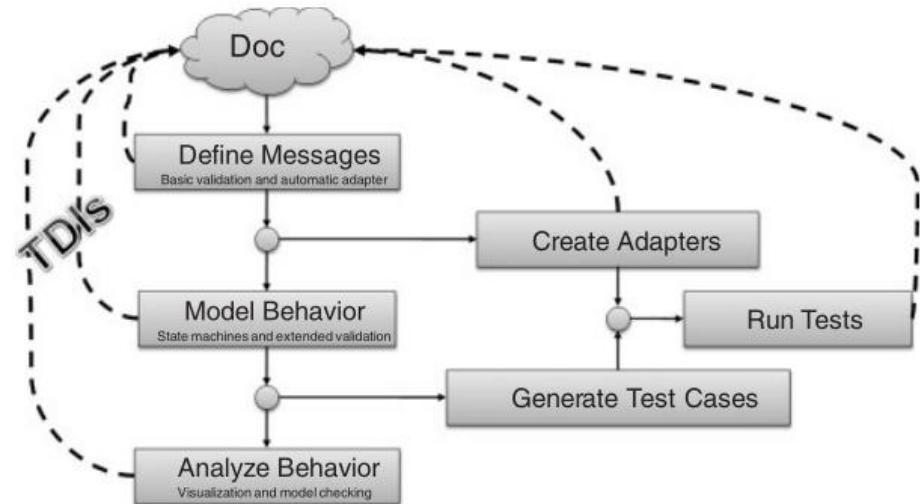 Doc
Define Messages
Basic validation and automatic adapter
TDIs
Create Adapters
Model Behavior
State machines and extended validation
Run Tests
Generate Test Cases
Analyze Behavior
Visualization and model checking